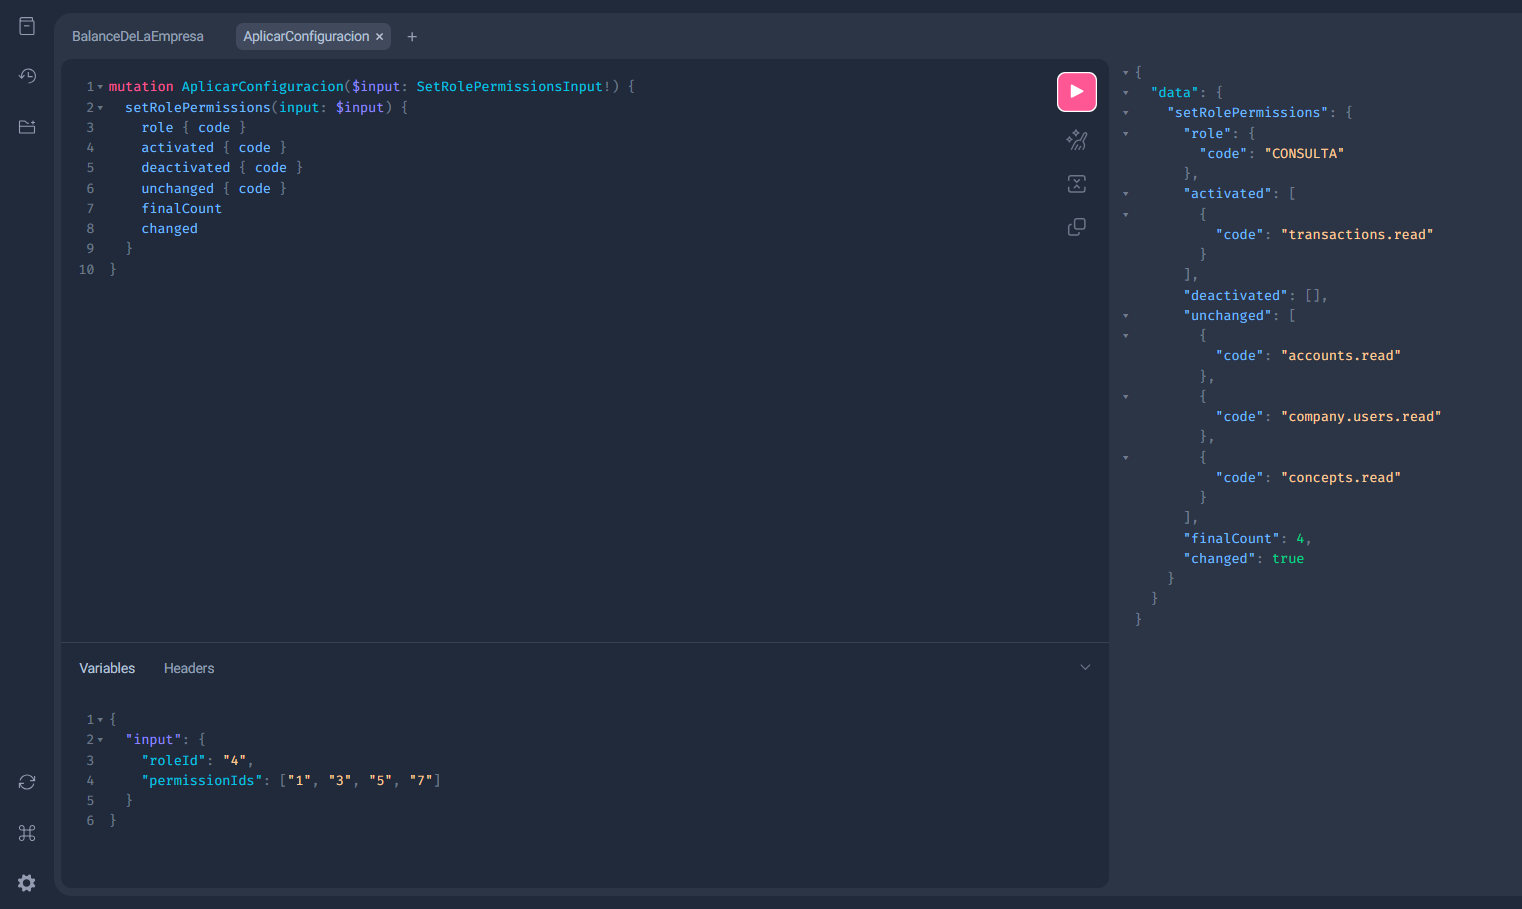 BalanceDeLaEmpresa
AplicarConfiguracion ×
+
1 mutation AplicarConfiguracion($input: SetRolePermissionsInput!) {
2 setRolePermissions(input: $input) {
3 role { code }
4 activated { code }
5 deactivated { code }
6 unchanged { code }
7 finalCount
8 changed
9 }
10 }
Variables
Headers
1 {
2 "input": {
3 "roleId": "4",
4 "permissionIds": ["1", "3", "5", "7"]
5 }
6 }
{
"data": {
"setRolePermissions": {
"role": {
"code": "CONSULTA"
},
"activated": [
{
"code": "transactions.read"
}
],
"deactivated": [],
"unchanged": [
{
"code": "accounts.read"
},
{
"code": "company.users.read"
},
{
"code": "concepts.read"
}
],
"finalCount": 4,
"changed": true
}
}
}